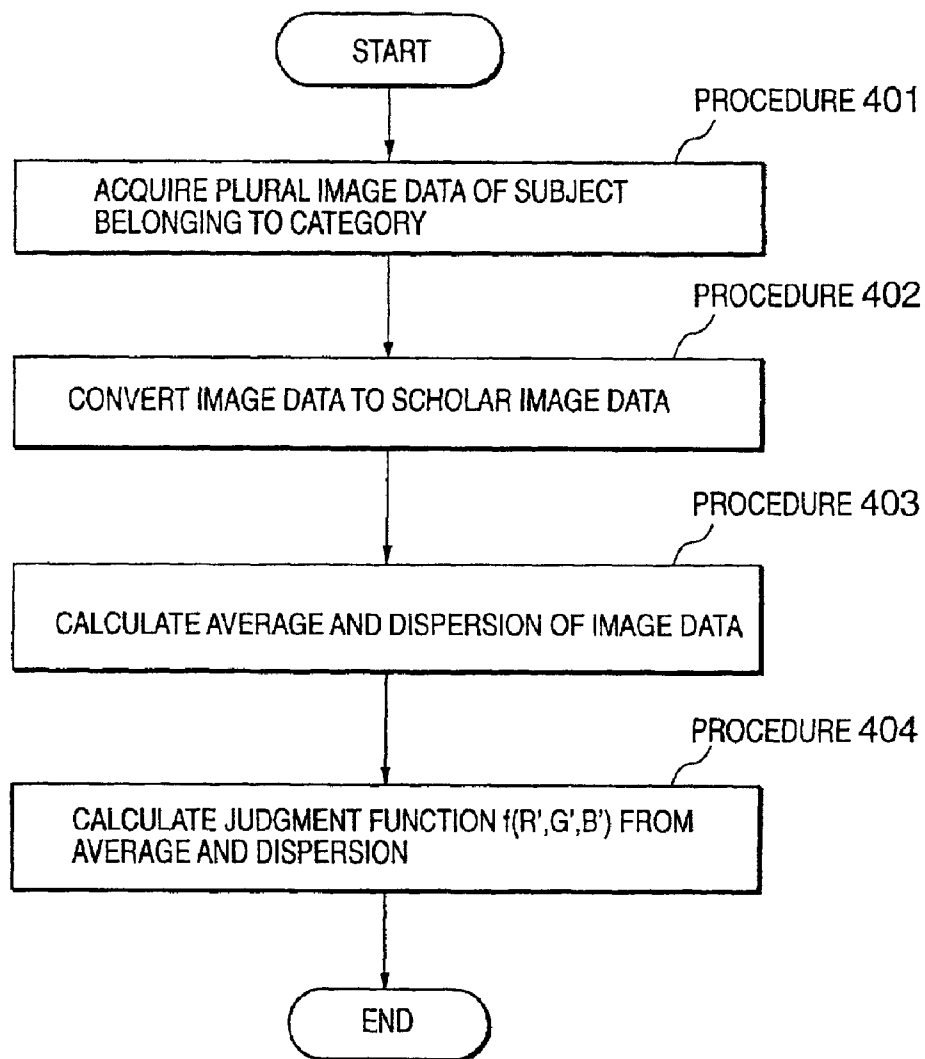 START
PROCEDURE 401
ACQUIRE PLURAL IMAGE DATA OF SUBJECT
BELONGING TO CATEGORY
PROCEDURE 402
CONVERT IMAGE DATA TO SCHOLAR IMAGE DATA
PROCEDURE 403
CALCULATE AVERAGE AND DISPERSION OF IMAGE DATA
PROCEDURE 404
CALCULATE JUDGMENT FUNCTION f(R',G',B') FROM
AVERAGE AND DISPERSION
END